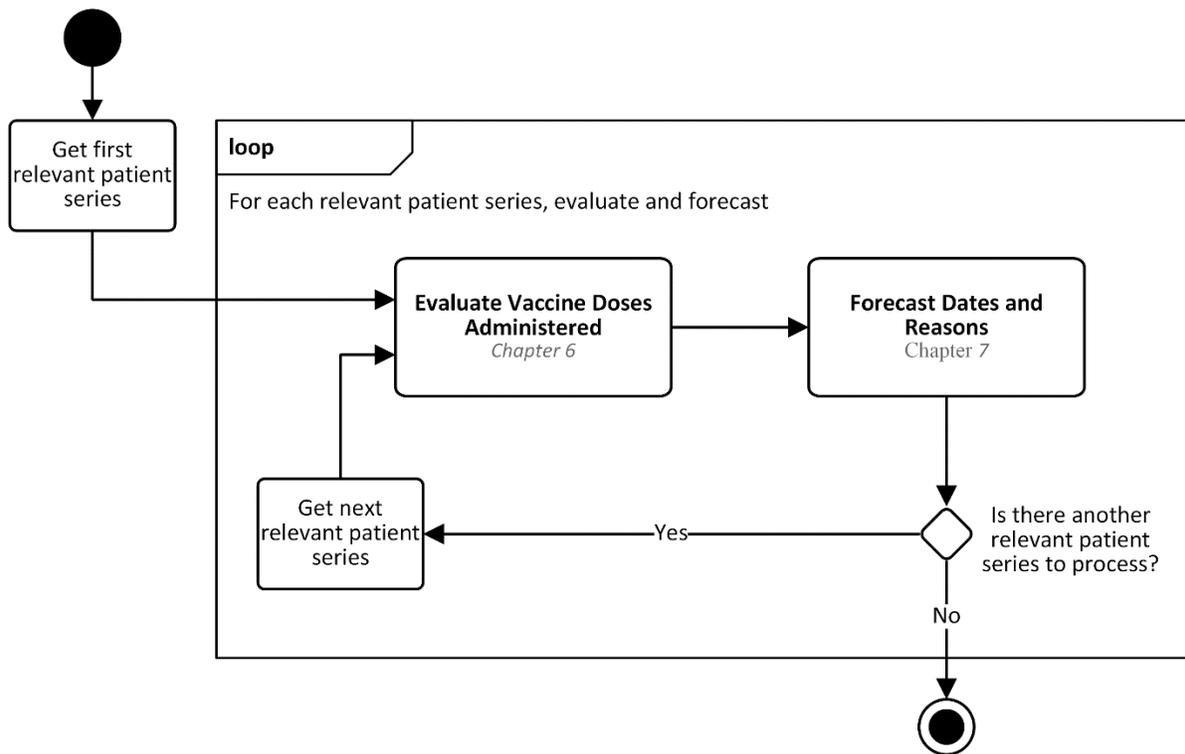 Get first
relevant patient
series
loop
For each relevant patient series, evaluate and forecast
Evaluate Vaccine Doses
Administered
Chapter 6
Forecast Dates and
Reasons
Chapter 7
Get next
relevant patient
series
Yes
Is there another
relevant patient
series to process?
No